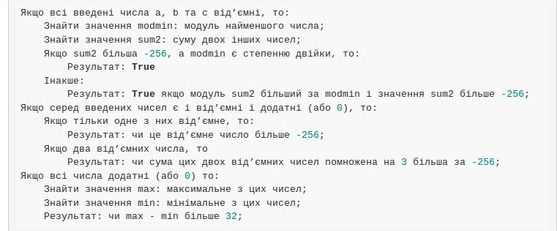 Якщо всі введені числа a, b та c від’ємні, то:
Знайти значення modmin: модуль найменшого числа;
Знайти значення sum2: суму двох інших чисел;
Якщо sum2 більша -256, а modmin є степенню двійки, то:
Результат: True
Інакше:
Результат: True якщо модуль sum2 більший за modmin і значення sum2 більше -256;
Якщо серед введених чисел є і від’ємні і додатні (або 0), то:
Якщо тільки одне з них від’ємне, то:
Результат: чи це від’ємне число більше -256;
Якщо два від’ємних числа, то
Результат: чи сума цих двох від’ємних чисел помножена на 3 більша за -256;
Якщо всі числа додатні (або 0) то:
Знайти значення max: максимальне з цих чисел;
Знайти значення min: мінімальне з цих чисел;
Результат: чи max - min більше 32;